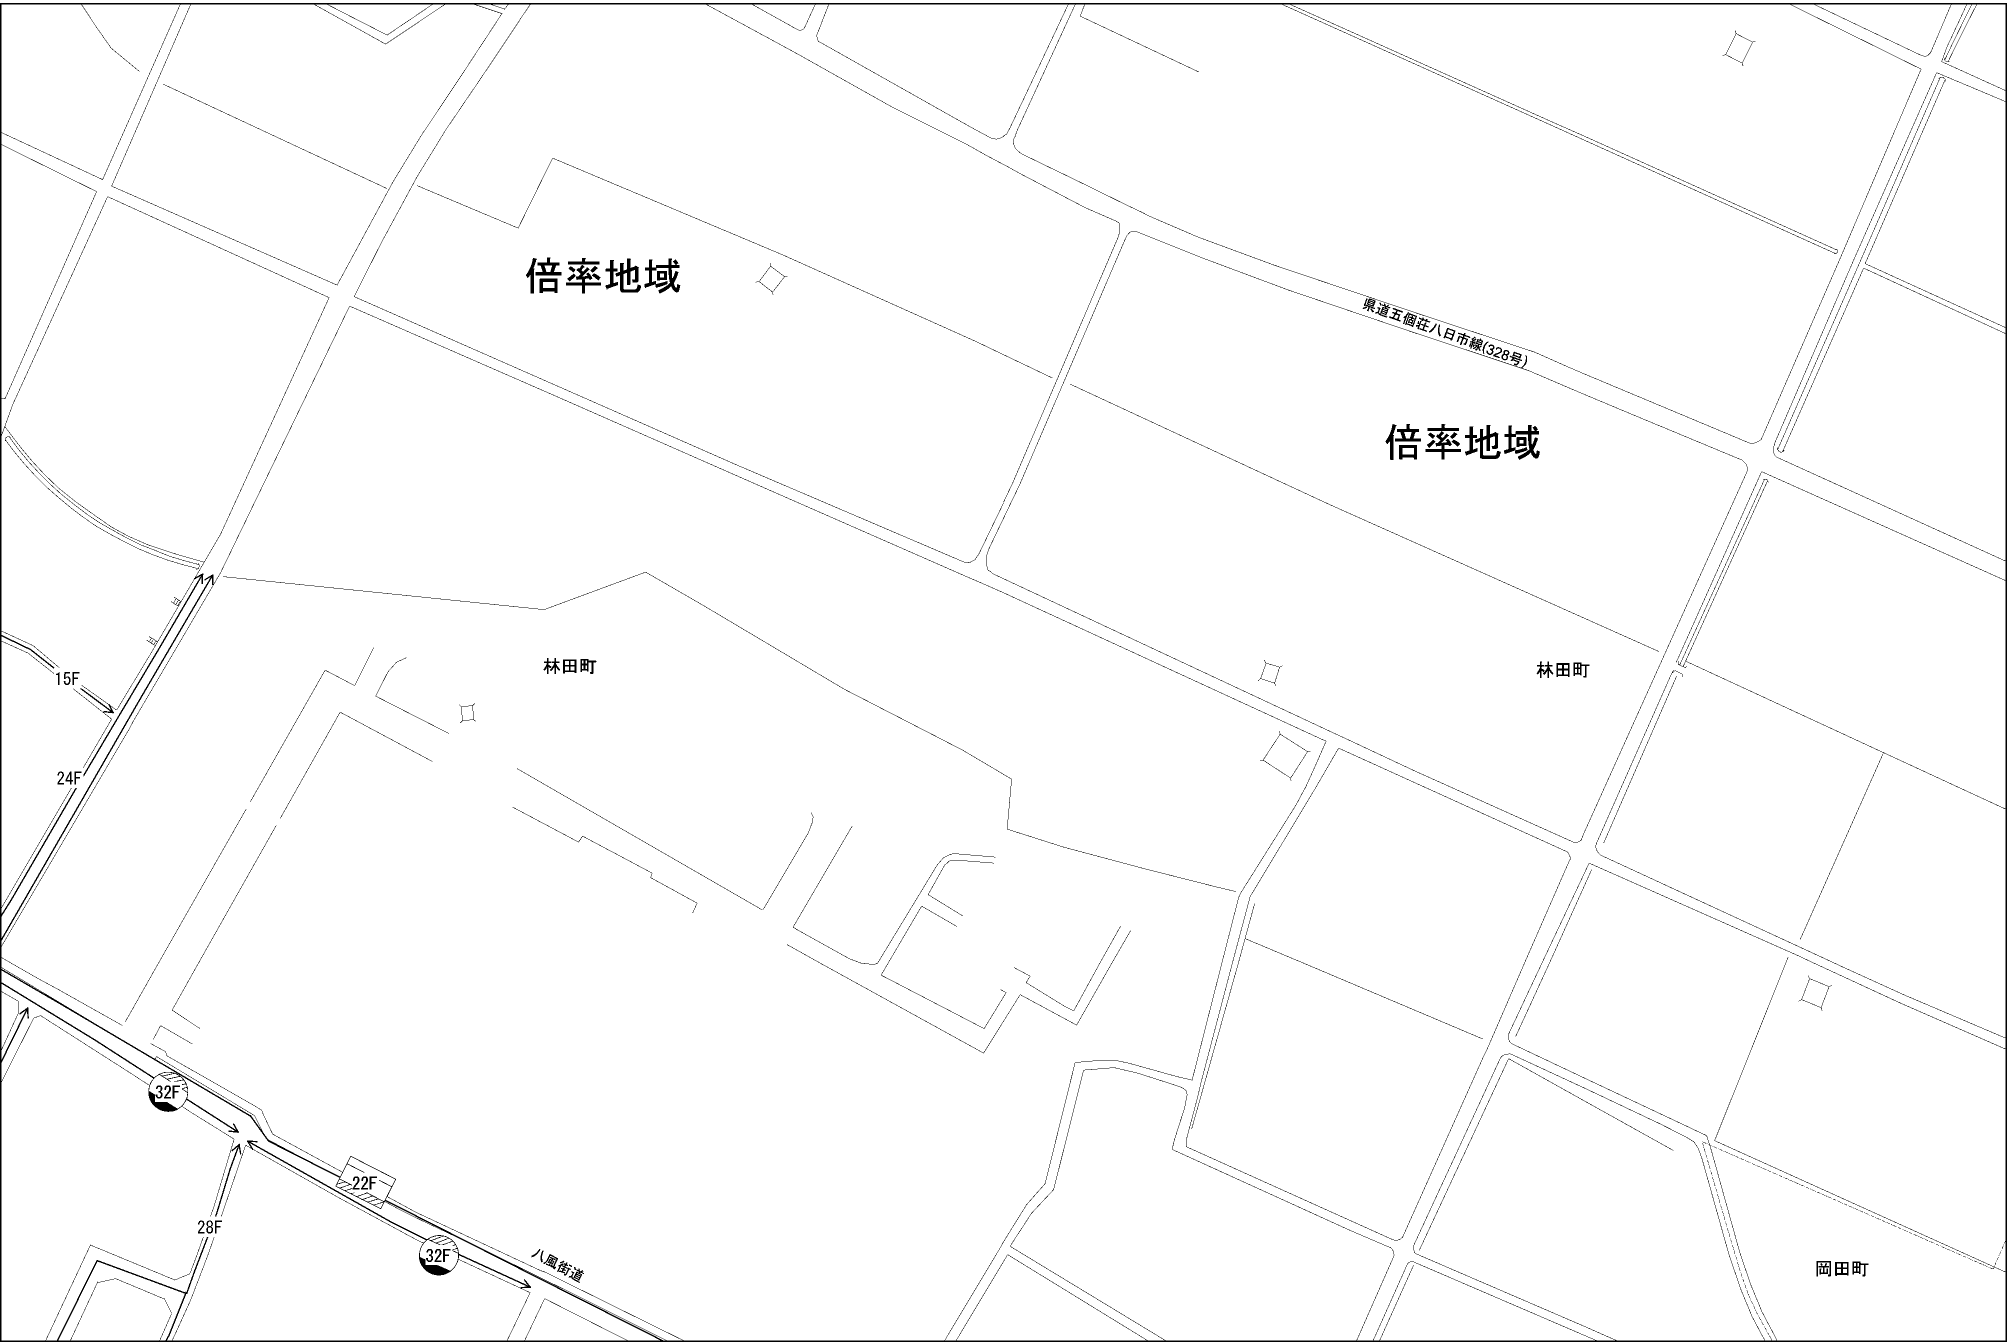 倍率地域
県道五個荘八日市線(328号)
倍率地域
林田町
林田町
15F
24F
32F
22F
28F
32F
八風街道
岡田町